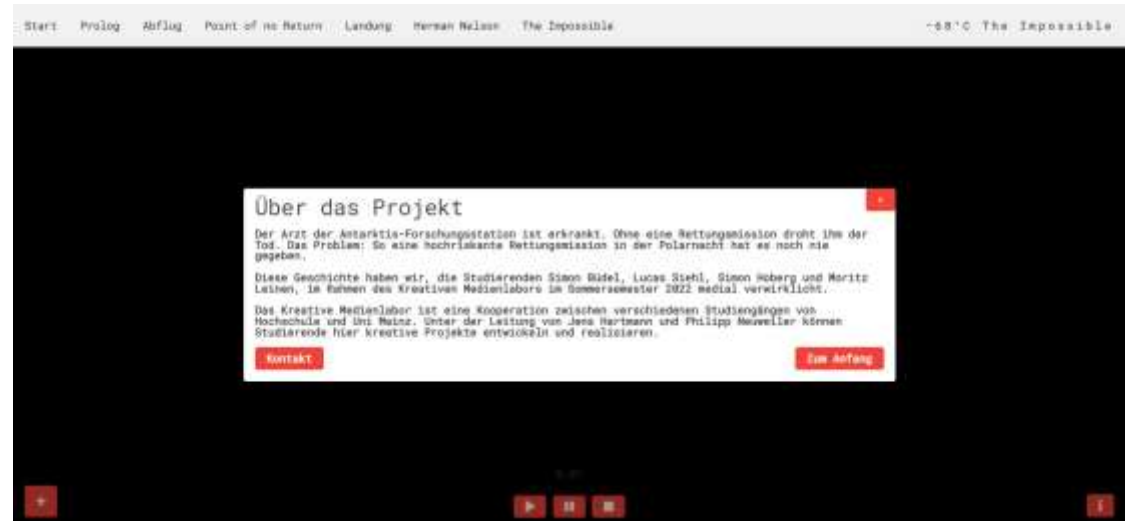 Start Prolog Abflug Point of no Return Landung Herman Nelson The Impossible
-68°C The Impossible
Über das Projekt
Der Arzt der Antarktis-Forschungsstation ist erkrankt. Ohne eine Rettungsmission droht ihm der
Tod. Das Problem: So eine hochriskante Rettungsmission in der Polarnacht hat es noch nie
gegeben.
Diese Geschichte haben wir, die Studierenden Simon Büdel, Lucas Siehl, Simon Hoberg und Moritz
Leinen, im Rahmen des Kreativen Medienlabors im Sommersemester 2022 medial verwirklicht.
Das Kreative Medienlabor ist eine Kooperation zwischen verschiedenen Studiengängen von
Hochschule und Uni Mainz. Unter der Leitung von Jens Hartmann und Philipp Neuweiler können
Studierende hier kreative Projekte entwickeln und realisieren.
Kontakt
Zum Anfang